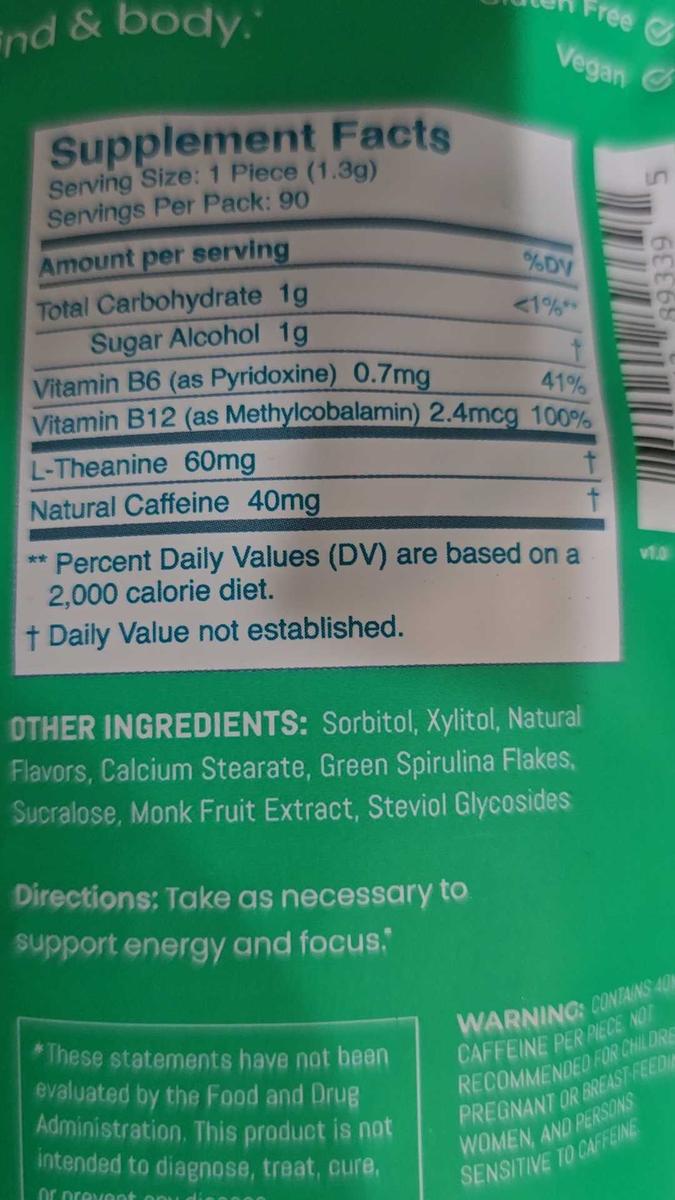 & body.*
Free
Vegan
Supplement Facts
Serving Size: 1 Piece (1.3g)
Servings Per Pack: 90
Amount per serving %DV
Total Carbohydrate 1g <1%**
Sugar Alcohol 1g †
Vitamin B6 (as Pyridoxine) 0.7mg 41%
Vitamin B12 (as Methylcobalamin) 2.4mcg 100%
L-Theanine 60mg †
Natural Caffeine 40mg †
** Percent Daily Values (DV) are based on a
2,000 calorie diet.
† Daily Value not established.
89339 5
v1.0
OTHER INGREDIENTS: Sorbitol, Xylitol, Natural
Flavors, Calcium Stearate, Green Spirulina Flakes,
Sucralose, Monk Fruit Extract, Steviol Glycosides
Directions: Take as necessary to
support energy and focus.*
*These statements have not been
evaluated by the Food and Drug
Administration. This product is not
intended to diagnose, treat, cure,
or prevent any
WARNING: CONTAINS
CAFFEINE PER PIECE. NOT
RECOMMENDED FOR
PREGNANT OR
WOMEN, AND PERSONS
SENSITIVE TO CAFFEINE.